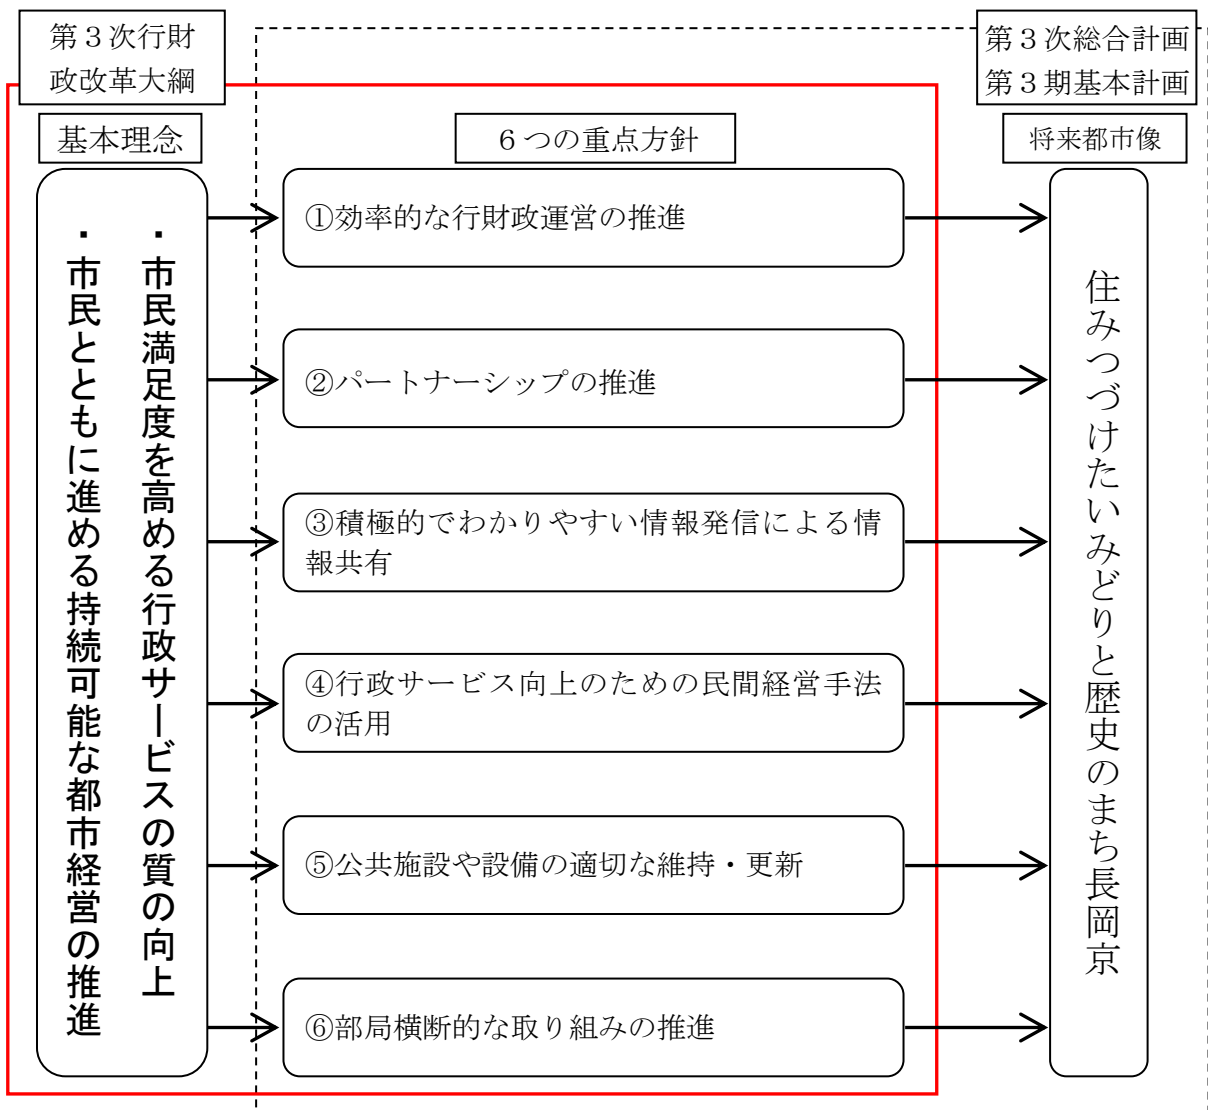 第３次行財
政改革大綱
第３次総合計画
第３期基本計画
基本理念
６つの重点方針
将来都市像
・市民満足度を高める行政サービスの質の向上
・市民とともに進める持続可能な都市経営の推進
①効率的な行財政運営の推進
②パートナーシップの推進
③積極的でわかりやすい情報発信による情
報共有
④行政サービス向上のための民間経営手法
の活用
⑤公共施設や設備の適切な維持・更新
⑥部局横断的な取り組みの推進
住みつづけたいみどりと歴史のまち長岡京